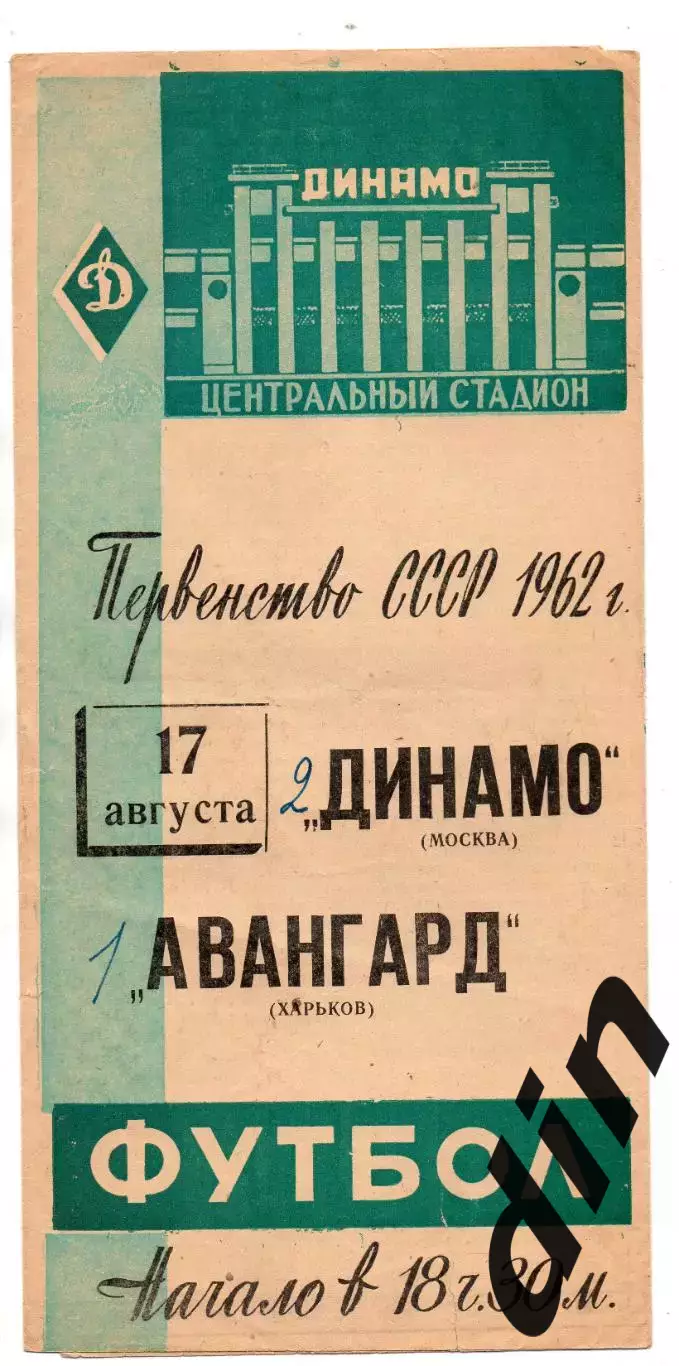 ДИНАМО
Д
ЦЕНТРАЛЬНЫЙ СТАДИОН
Первенство СССР 1962 г.
17
августа
2 „ДИНАМО“
(МОСКВА)
1 „АВАНГАРД“
(ХАРЬКОВ)
ФУТБОЛ
Начало в 18 ч. 30 м.
din